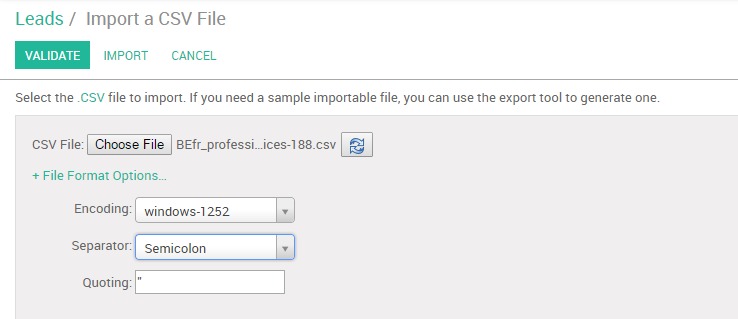 Leads / Import a CSV File
VALIDATE IMPORT CANCEL
Select the .CSV file to import. If you need a sample importable file, you can use the export tool to generate one.
CSV File: Choose File BEfr_professi...ices-188.csv
+ File Format Options...
Encoding: windows-1252
Separator: Semicolon
Quoting: "